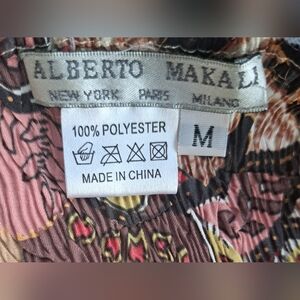 ALBERTO MAKALI
NEW YORK PARIS MILANO
100% POLYESTER
M
MADE IN CHINA